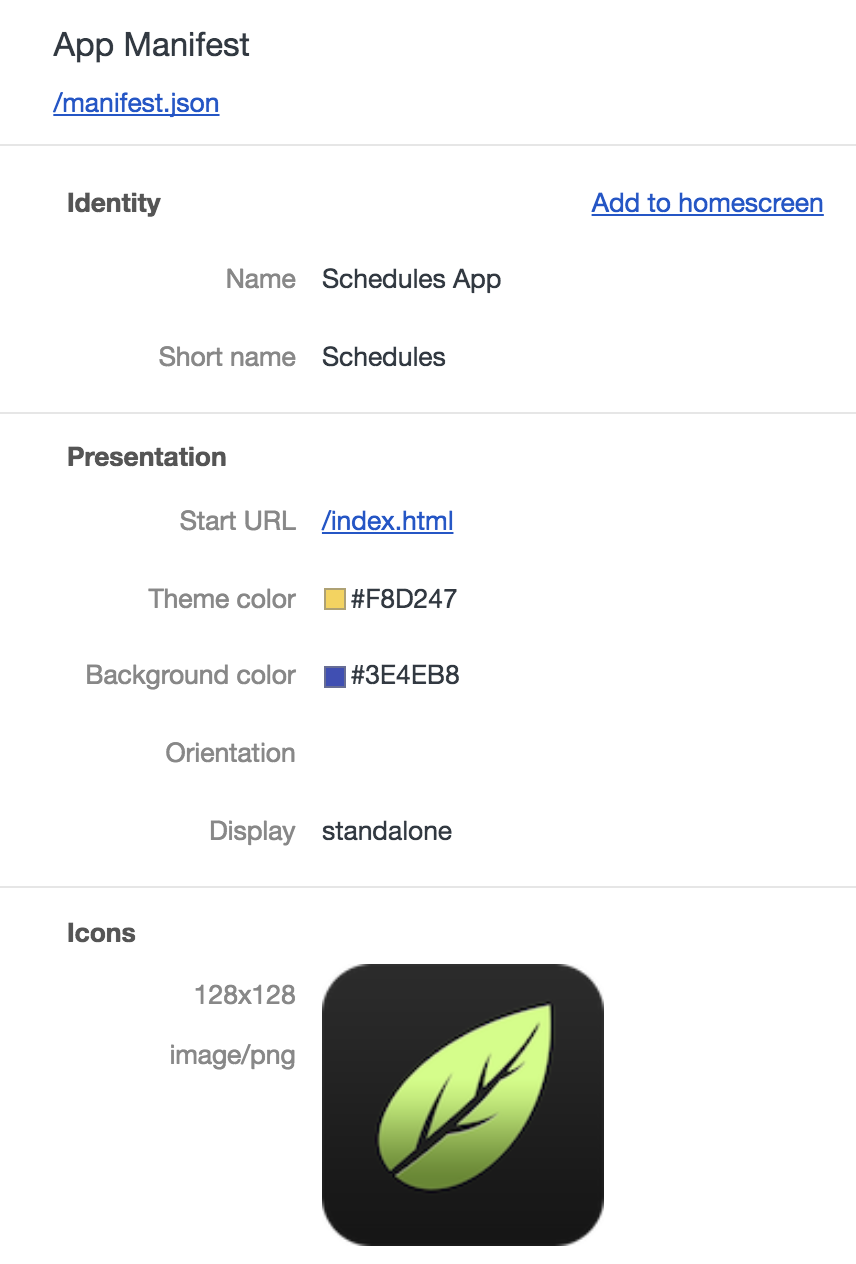 App Manifest
/manifest.json
Identity Add to homescreen
Name Schedules App
Short name Schedules
Presentation
Start URL /index.html
Theme color #F8D247
Background color #3E4EB8
Orientation
Display standalone
Icons
128x128
image/png